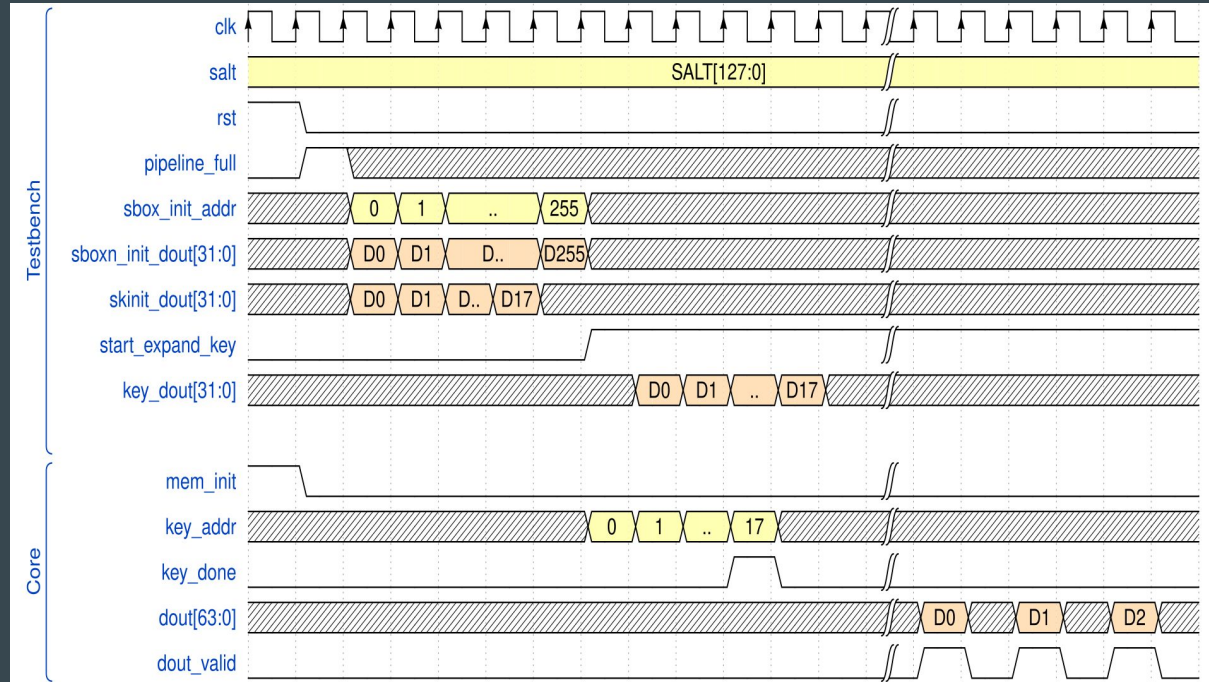 Testbench
clk
salt SALT[127:0]
rst
pipeline_full
sbox_init_addr 0 1 .. 255
sboxn_init_dout[31:0] D0 D1 D.. D255
skinit_dout[31:0] D0 D1 D.. D17
start_expand_key
key_dout[31:0] D0 D1 .. D17
Core
mem_init
key_addr 0 1 .. 17
key_done
dout[63:0] D0 D1 D2
dout_valid